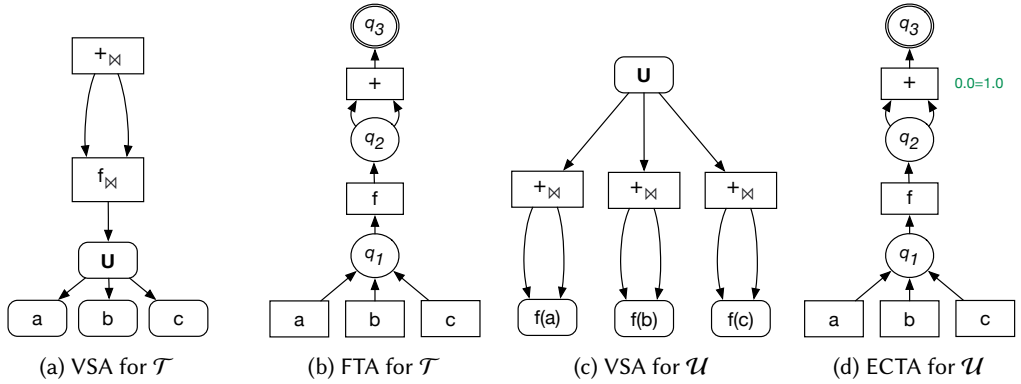 +⋈
f⋈
U
a b c
(a) VSA for 𝒯
q3
+
q2
f
q1
a b c
(b) FTA for 𝒯
U
+⋈ +⋈ +⋈
f(a) f(b) f(c)
(c) VSA for 𝒰
q3
+ 0.0=1.0
q2
f
q1
a b c
(d) ECTA for 𝒰